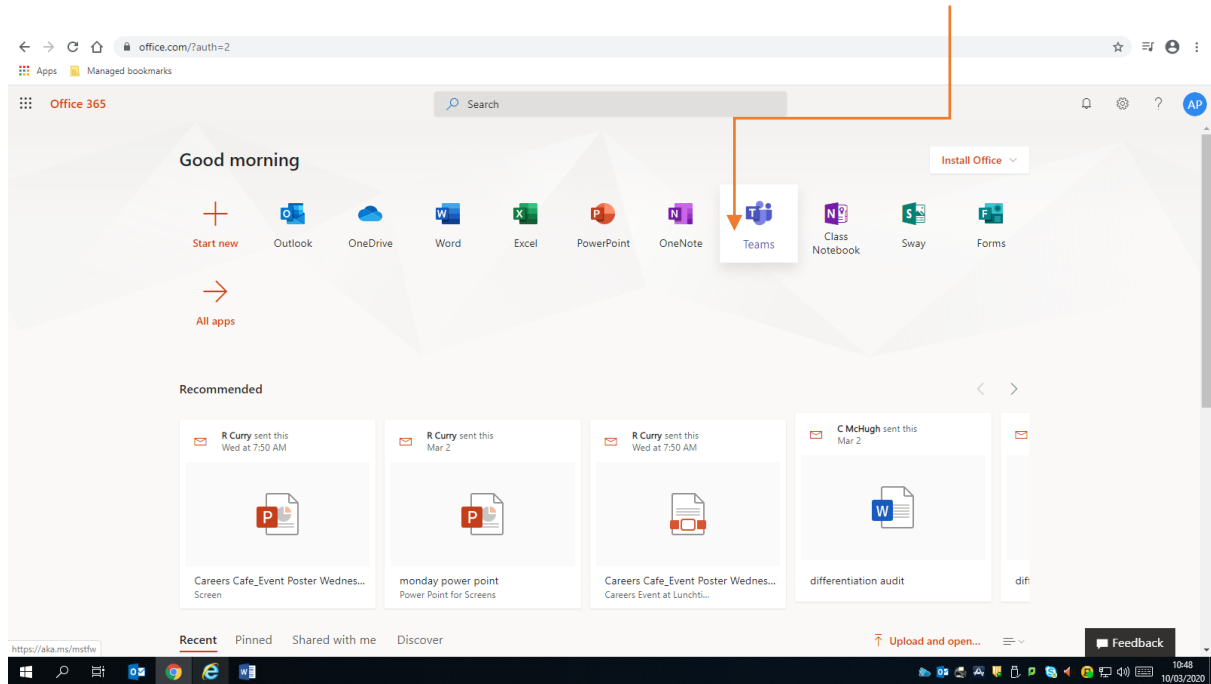 office.com/?auth=2
Apps
Managed bookmarks
Office 365
Search
?
AP
Good morning
Install Office
Start new
Outlook
OneDrive
Word
Excel
PowerPoint
OneNote
Teams
Class
Notebook
Sway
Forms
All apps
Recommended
R Curry sent this
Wed at 7:50 AM
R Curry sent this
Mar 2
R Curry sent this
Wed at 7:50 AM
C McHugh sent this
Mar 2
Careers Cafe_Event Poster Wednes...
Screen
monday power point
Power Point for Screens
Careers Cafe_Event Poster Wednes...
Careers Event at Lunchti...
differentiation audit
diff
Recent
Pinned
Shared with me
Discover
Upload and open...
Feedback
https://aka.ms/mstfw
10:48
10/03/2020